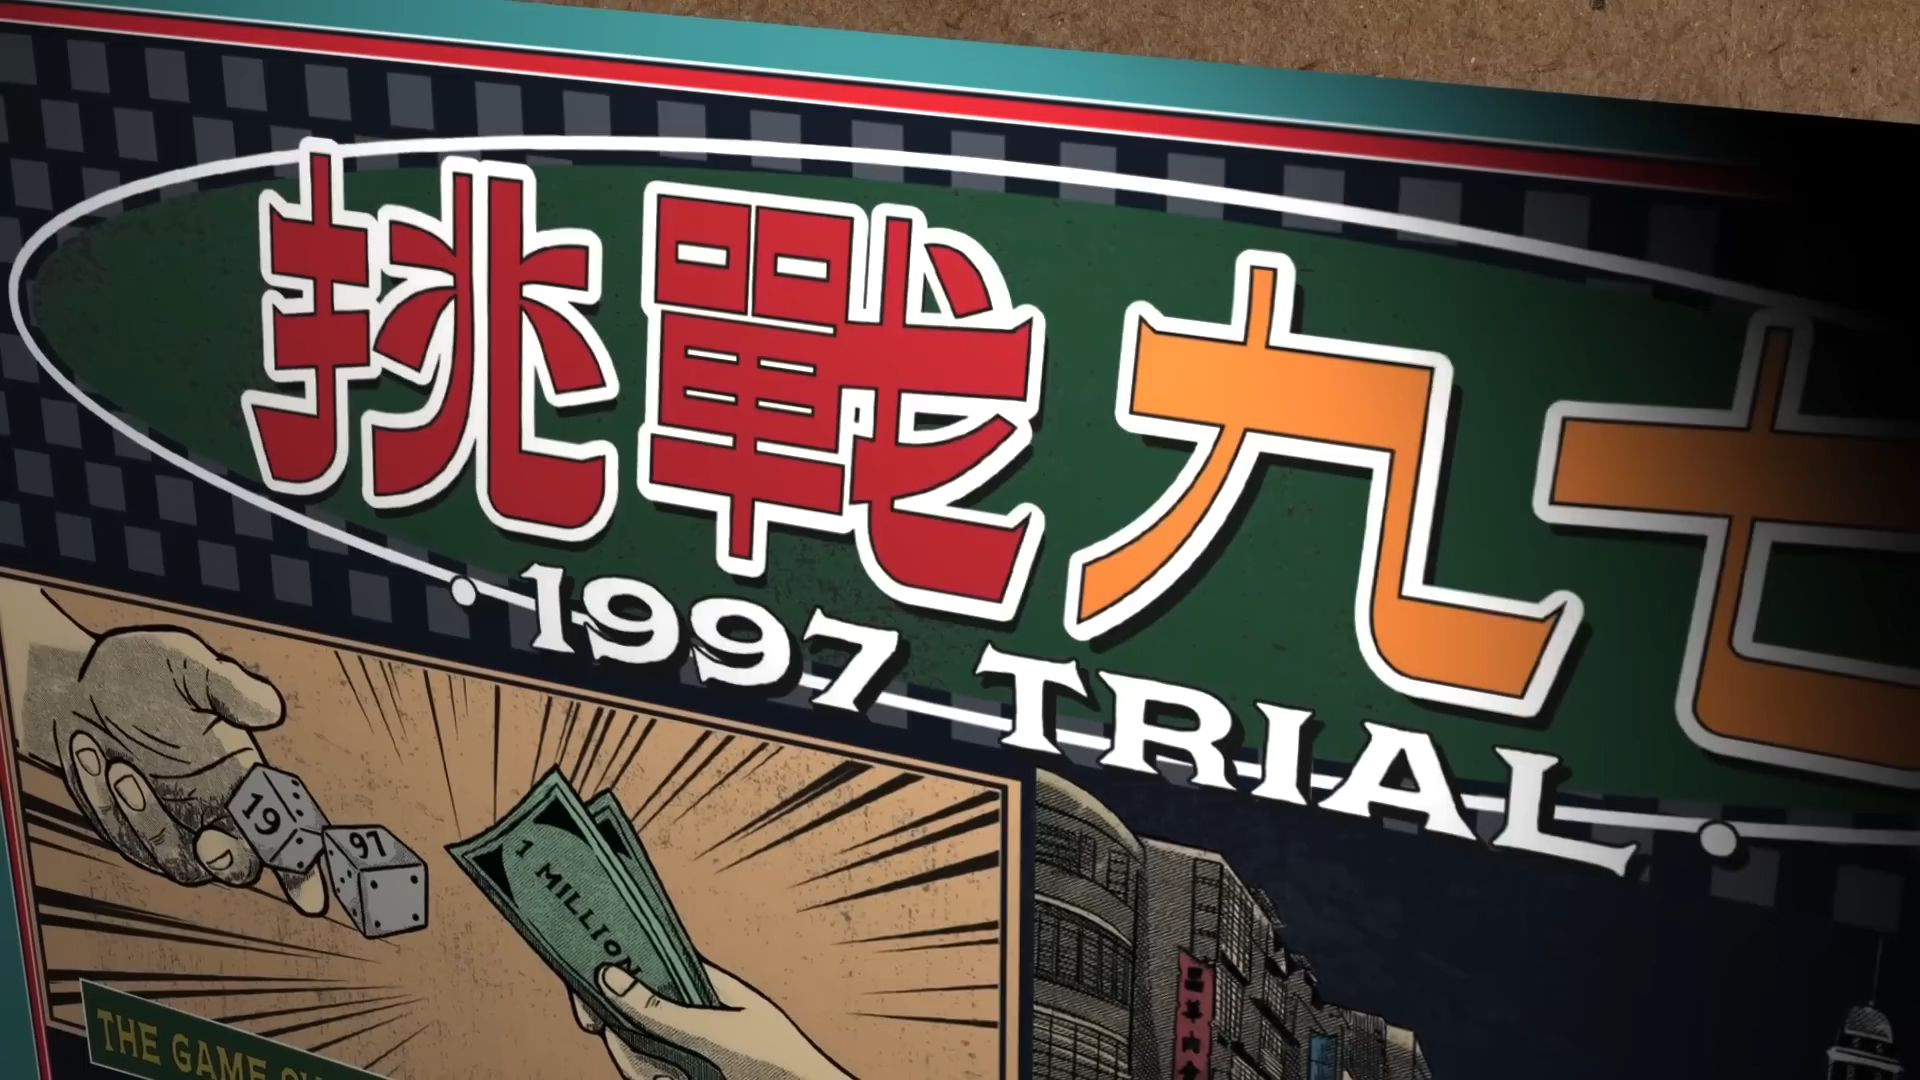 挑戰九七
1997 TRIAL
19
97
1 MILLION
THE GAME